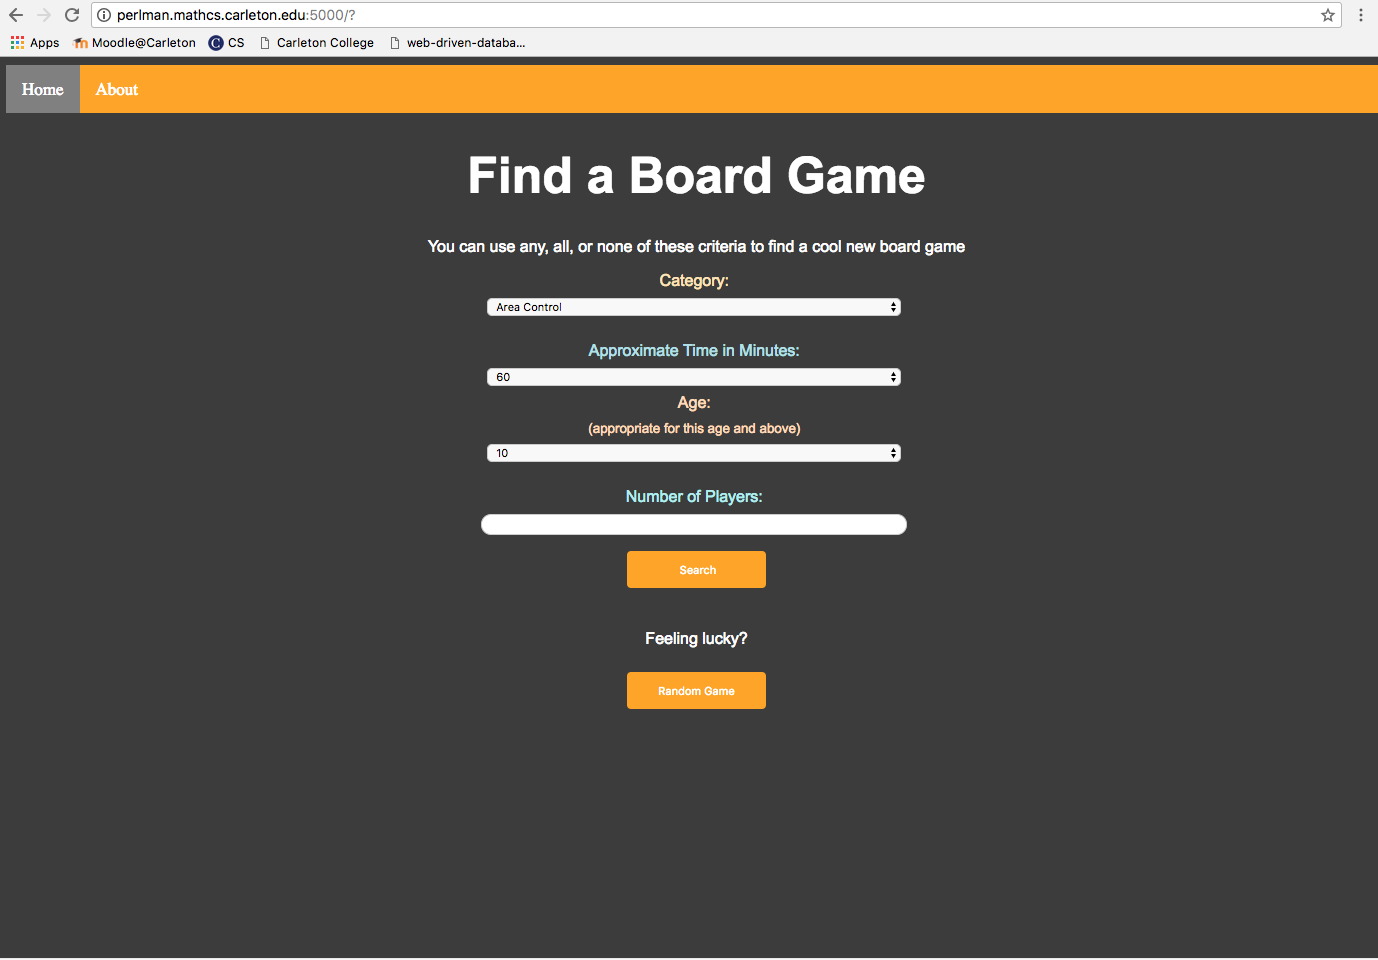 perlman.mathcs.carleton.edu:5000/?
Apps Moodle@Carleton CS Carleton College web-driven-databa...
Home About
Find a Board Game
You can use any, all, or none of these criteria to find a cool new board game
Category:
Area Control
Approximate Time in Minutes:
60
Age:
(appropriate for this age and above)
10
Number of Players:
Search
Feeling lucky?
Random Game